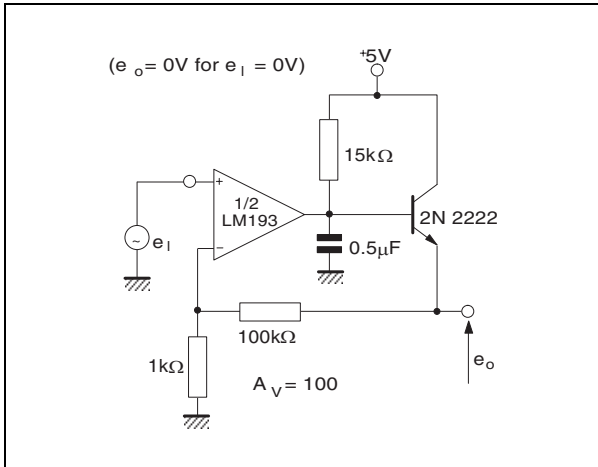 +5V
(e o = 0V for e I = 0V)
15kΩ
+
1/2
LM193
2N 2222
−
0.5µF
~
e I
100kΩ
e o
1kΩ
A V = 100